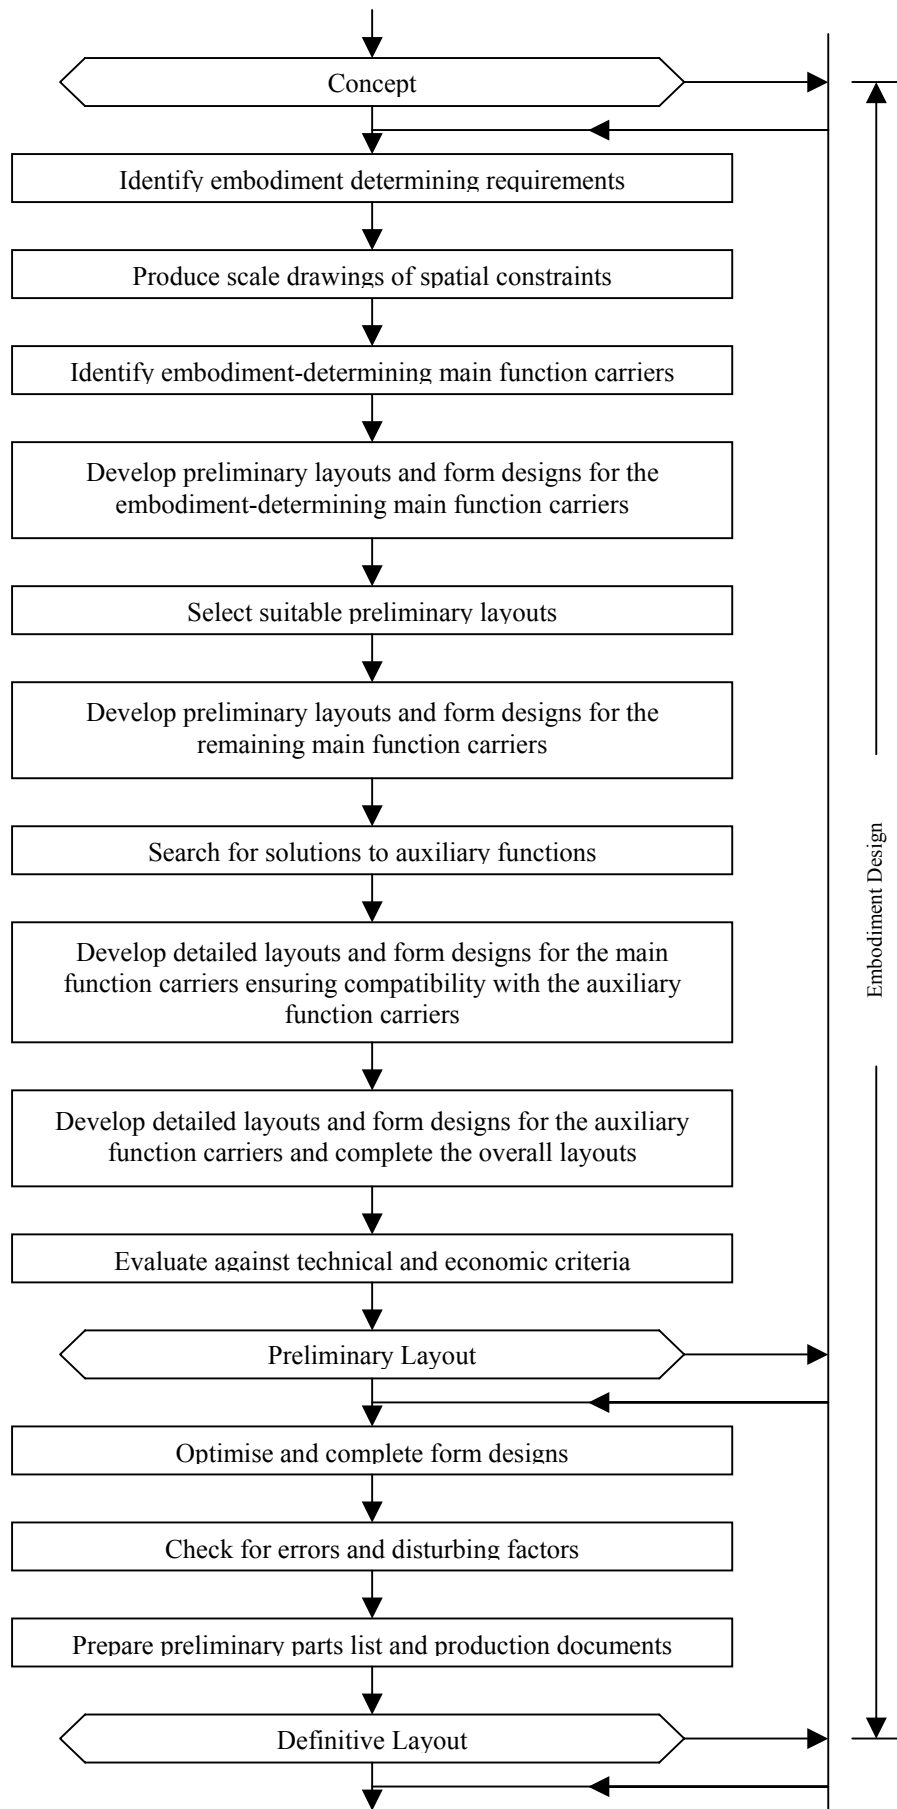 Concept
Identify embodiment determining requirements
Produce scale drawings of spatial constraints
Identify embodiment-determining main function carriers
Develop preliminary layouts and form designs for the
embodiment-determining main function carriers
Select suitable preliminary layouts
Develop preliminary layouts and form designs for the
remaining main function carriers
Search for solutions to auxiliary functions
Develop detailed layouts and form designs for the main
function carriers ensuring compatibility with the auxiliary
function carriers
Develop detailed layouts and form designs for the auxiliary
function carriers and complete the overall layouts
Evaluate against technical and economic criteria
Preliminary Layout
Optimise and complete form designs
Check for errors and disturbing factors
Prepare preliminary parts list and production documents
Definitive Layout
Embodiment Design